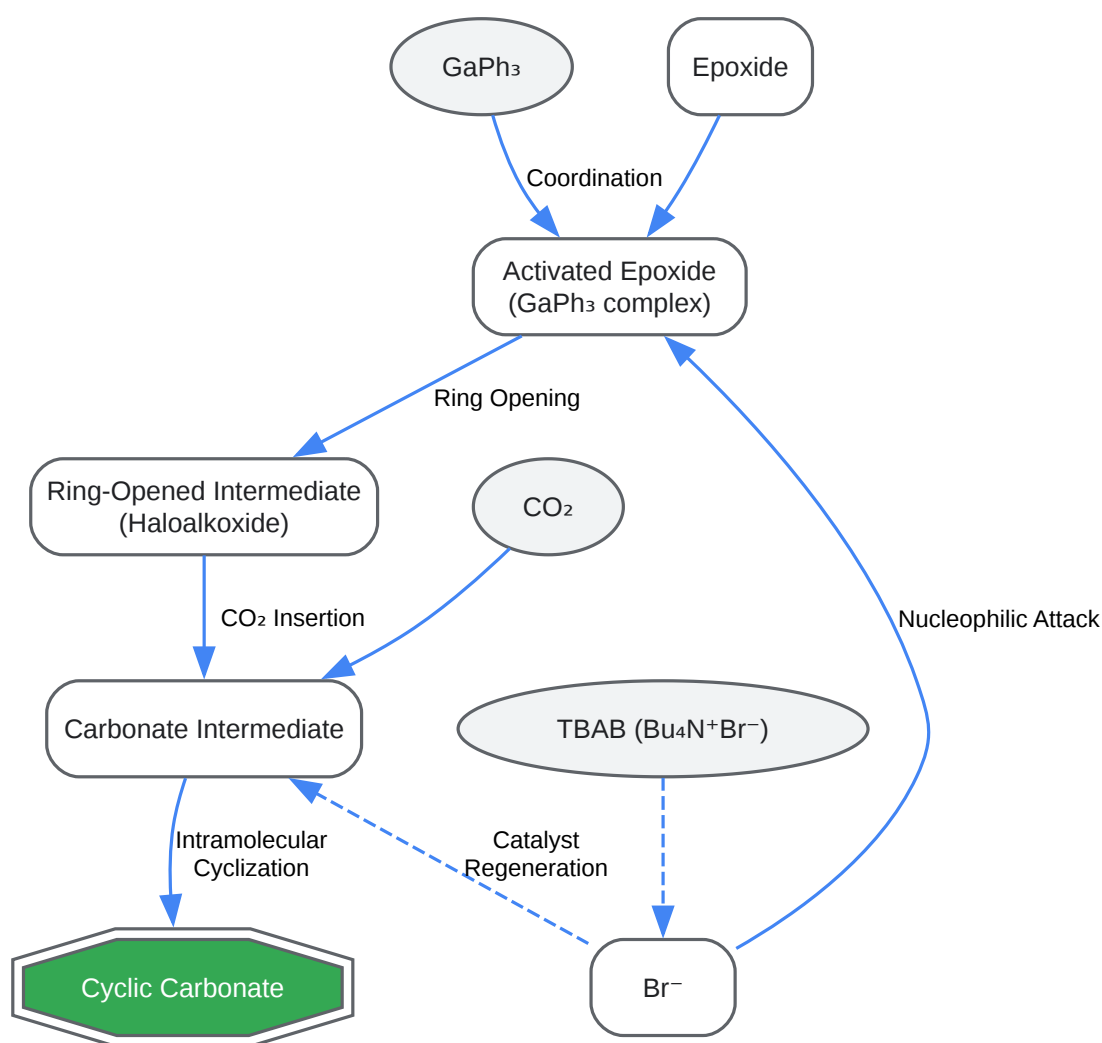 GaPh₃
Epoxide
Coordination
Activated Epoxide
(GaPh₃ complex)
Ring Opening
Ring-Opened Intermediate
(Haloalkoxide)
CO₂
CO₂ Insertion
Nucleophilic Attack
Carbonate Intermediate
TBAB (Bu₄N⁺Br⁻)
Intramolecular
Cyclization
Catalyst
Regeneration
Cyclic Carbonate
Br⁻